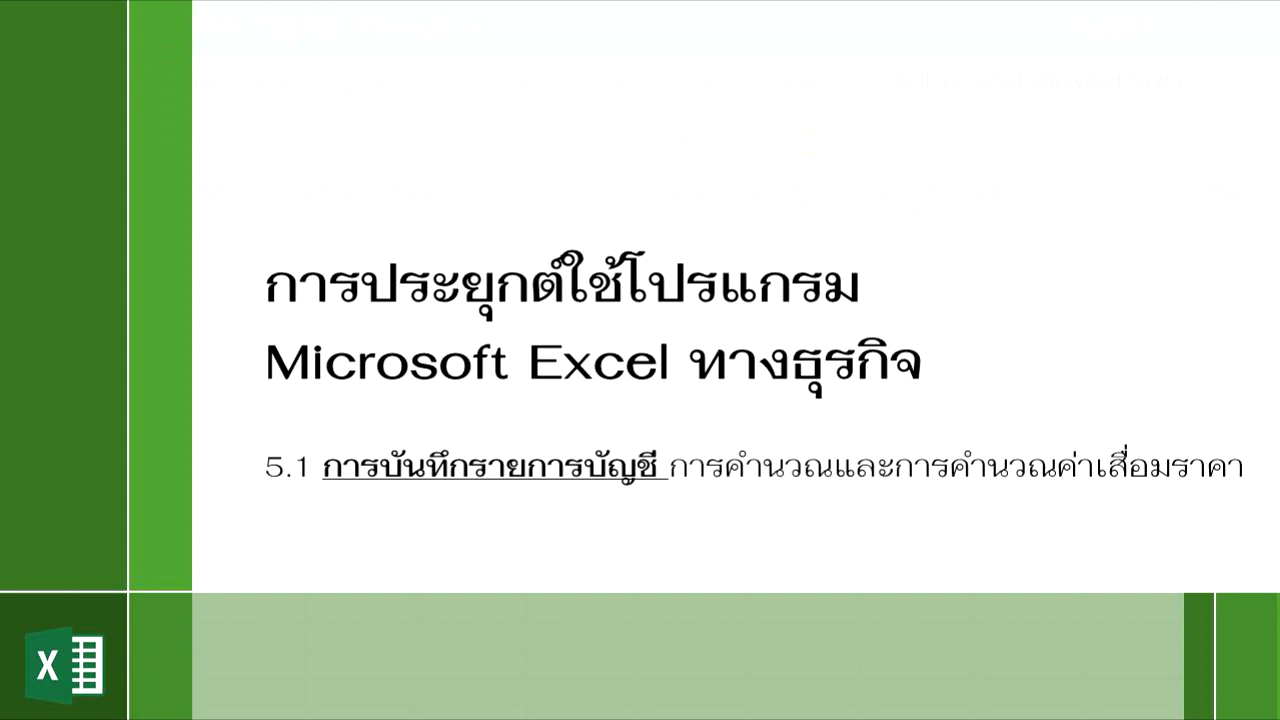 การประยุกต์ใช้โปรแกรม
Microsoft Excel ทางธุรกิจ
5.1 การบันทึกรายการบัญชี การคำนวณและการคำนวณค่าเสื่อมราคา
X